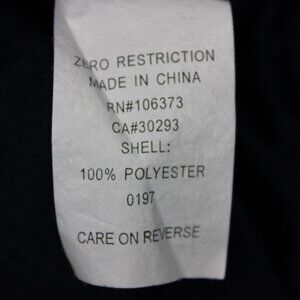 ZERO RESTRICTION
MADE IN CHINA
RN#106373
CA#30293
SHELL:
100% POLYESTER
0197
CARE ON REVERSE